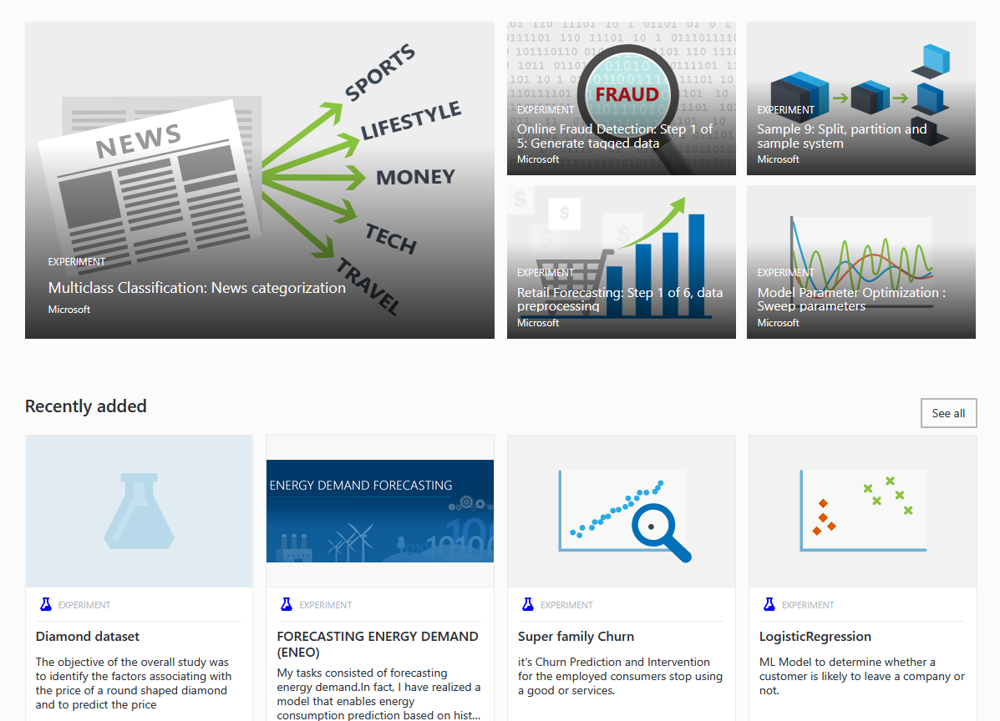 NEWS
SPORTS
LIFESTYLE
MONEY
TECH
TRAVEL
EXPERIMENT
Multiclass Classification: News categorization
Microsoft
FRAUD
EXPERIMENT
Online Fraud Detection: Step 1 of
5: Generate tagged data
Microsoft
EXPERIMENT
Sample 9: Split, partition and
sample system
Microsoft
EXPERIMENT
Retail Forecasting: Step 1 of 6, data
preprocessing
Microsoft
EXPERIMENT
Model Parameter Optimization :
Sweep parameters
Microsoft
Recently added
See all
ENERGY DEMAND FORECASTING
EXPERIMENT
Diamond dataset
The objective of the overall study was
to identify the factors associating with
the price of a round shaped diamond
and to predict the price
EXPERIMENT
FORECASTING ENERGY DEMAND
(ENEO)
My tasks consisted of forecasting
energy demand.In fact, I have realized a
model that enables energy
consumption prediction based on hist...
EXPERIMENT
Super family Churn
it's Churn Prediction and Intervention
for the employed consumers stop using
a good or services.
EXPERIMENT
LogisticRegression
ML Model to determine whether a
customer is likely to leave a company or
not.